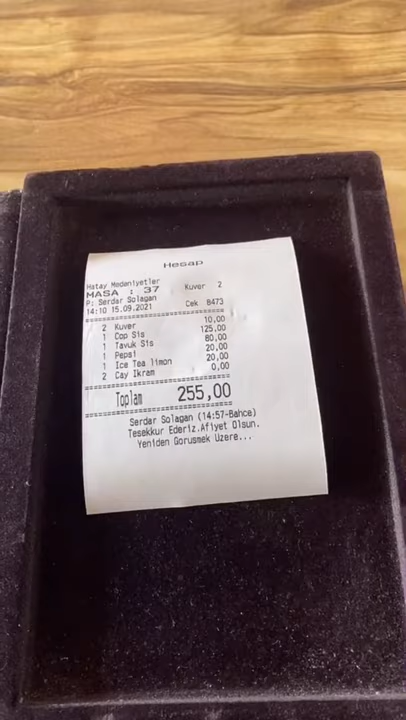 Hesap
Hatay Medeniyetler
MASA : 37 Kuver 2
P: Serdar Solagan
14:10 15.09.2021 Cek 8473
2 Kuver 10,00
1 Cop Sis 125,00
1 Tavuk Sis 80,00
1 Pepsi 20,00
1 Ice Tea limon 20,00
2 Cay Ikram 0,00
Toplam 255,00
Serdar Solagan (14:57-Bahce)
Tesekkur Ederiz.Afiyet Olsun.
Yeniden Gorusmek Uzere...